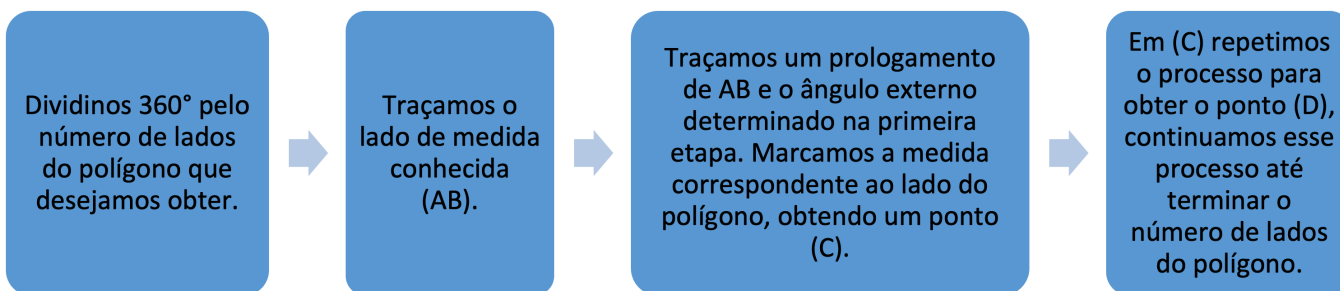 Dividinos 360° pelo
número de lados
do polígono que
desejamos obter.
Traçamos o
lado de medida
conhecida
(AB).
Traçamos um prologamento
de AB e o ângulo externo
determinado na primeira
etapa. Marcamos a medida
correspondente ao lado do
polígono, obtendo um ponto
(C).
Em (C) repetimos
o processo para
obter o ponto (D),
continuamos esse
processo até
terminar o
número de lados
do polígono.